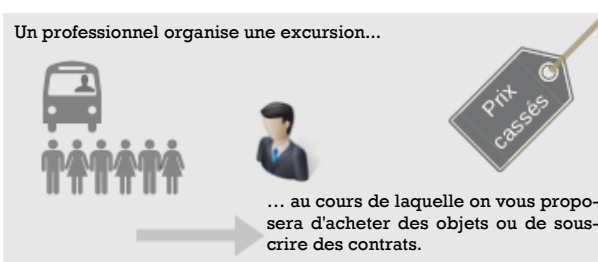 Un professionnel organise une excursion...
Prix
cassés
… au cours de laquelle on vous propo-
sera d'acheter des objets ou de sous-
crire des contrats.